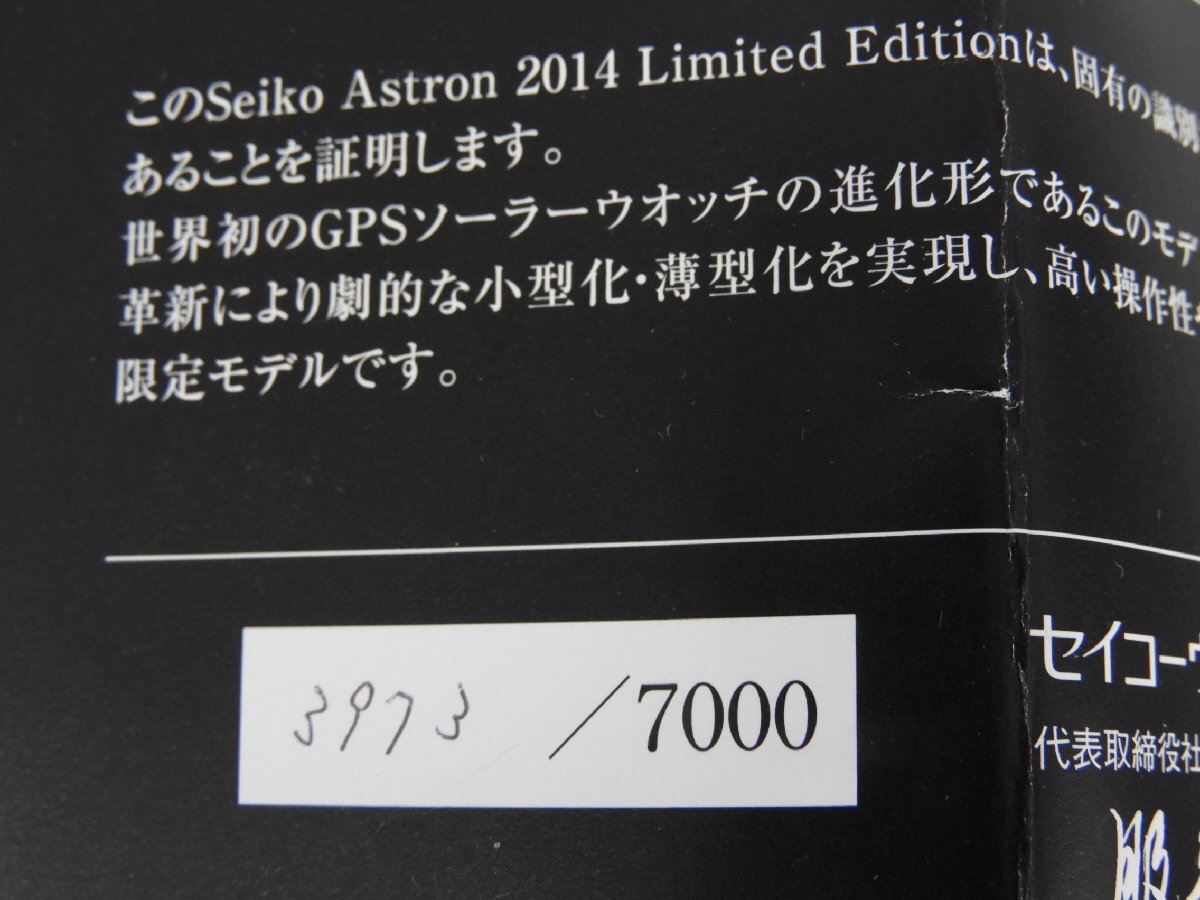 このSeiko Astron 2014 Limited Editionは、固有の識別
あることを証明します。
世界初のGPSソーラーウオッチの進化形であるこのモデ
革新により劇的な小型化・薄型化を実現し、高い操作性
限定モデルです。
3973 /7000
セイコーウ
代表取締役社
服